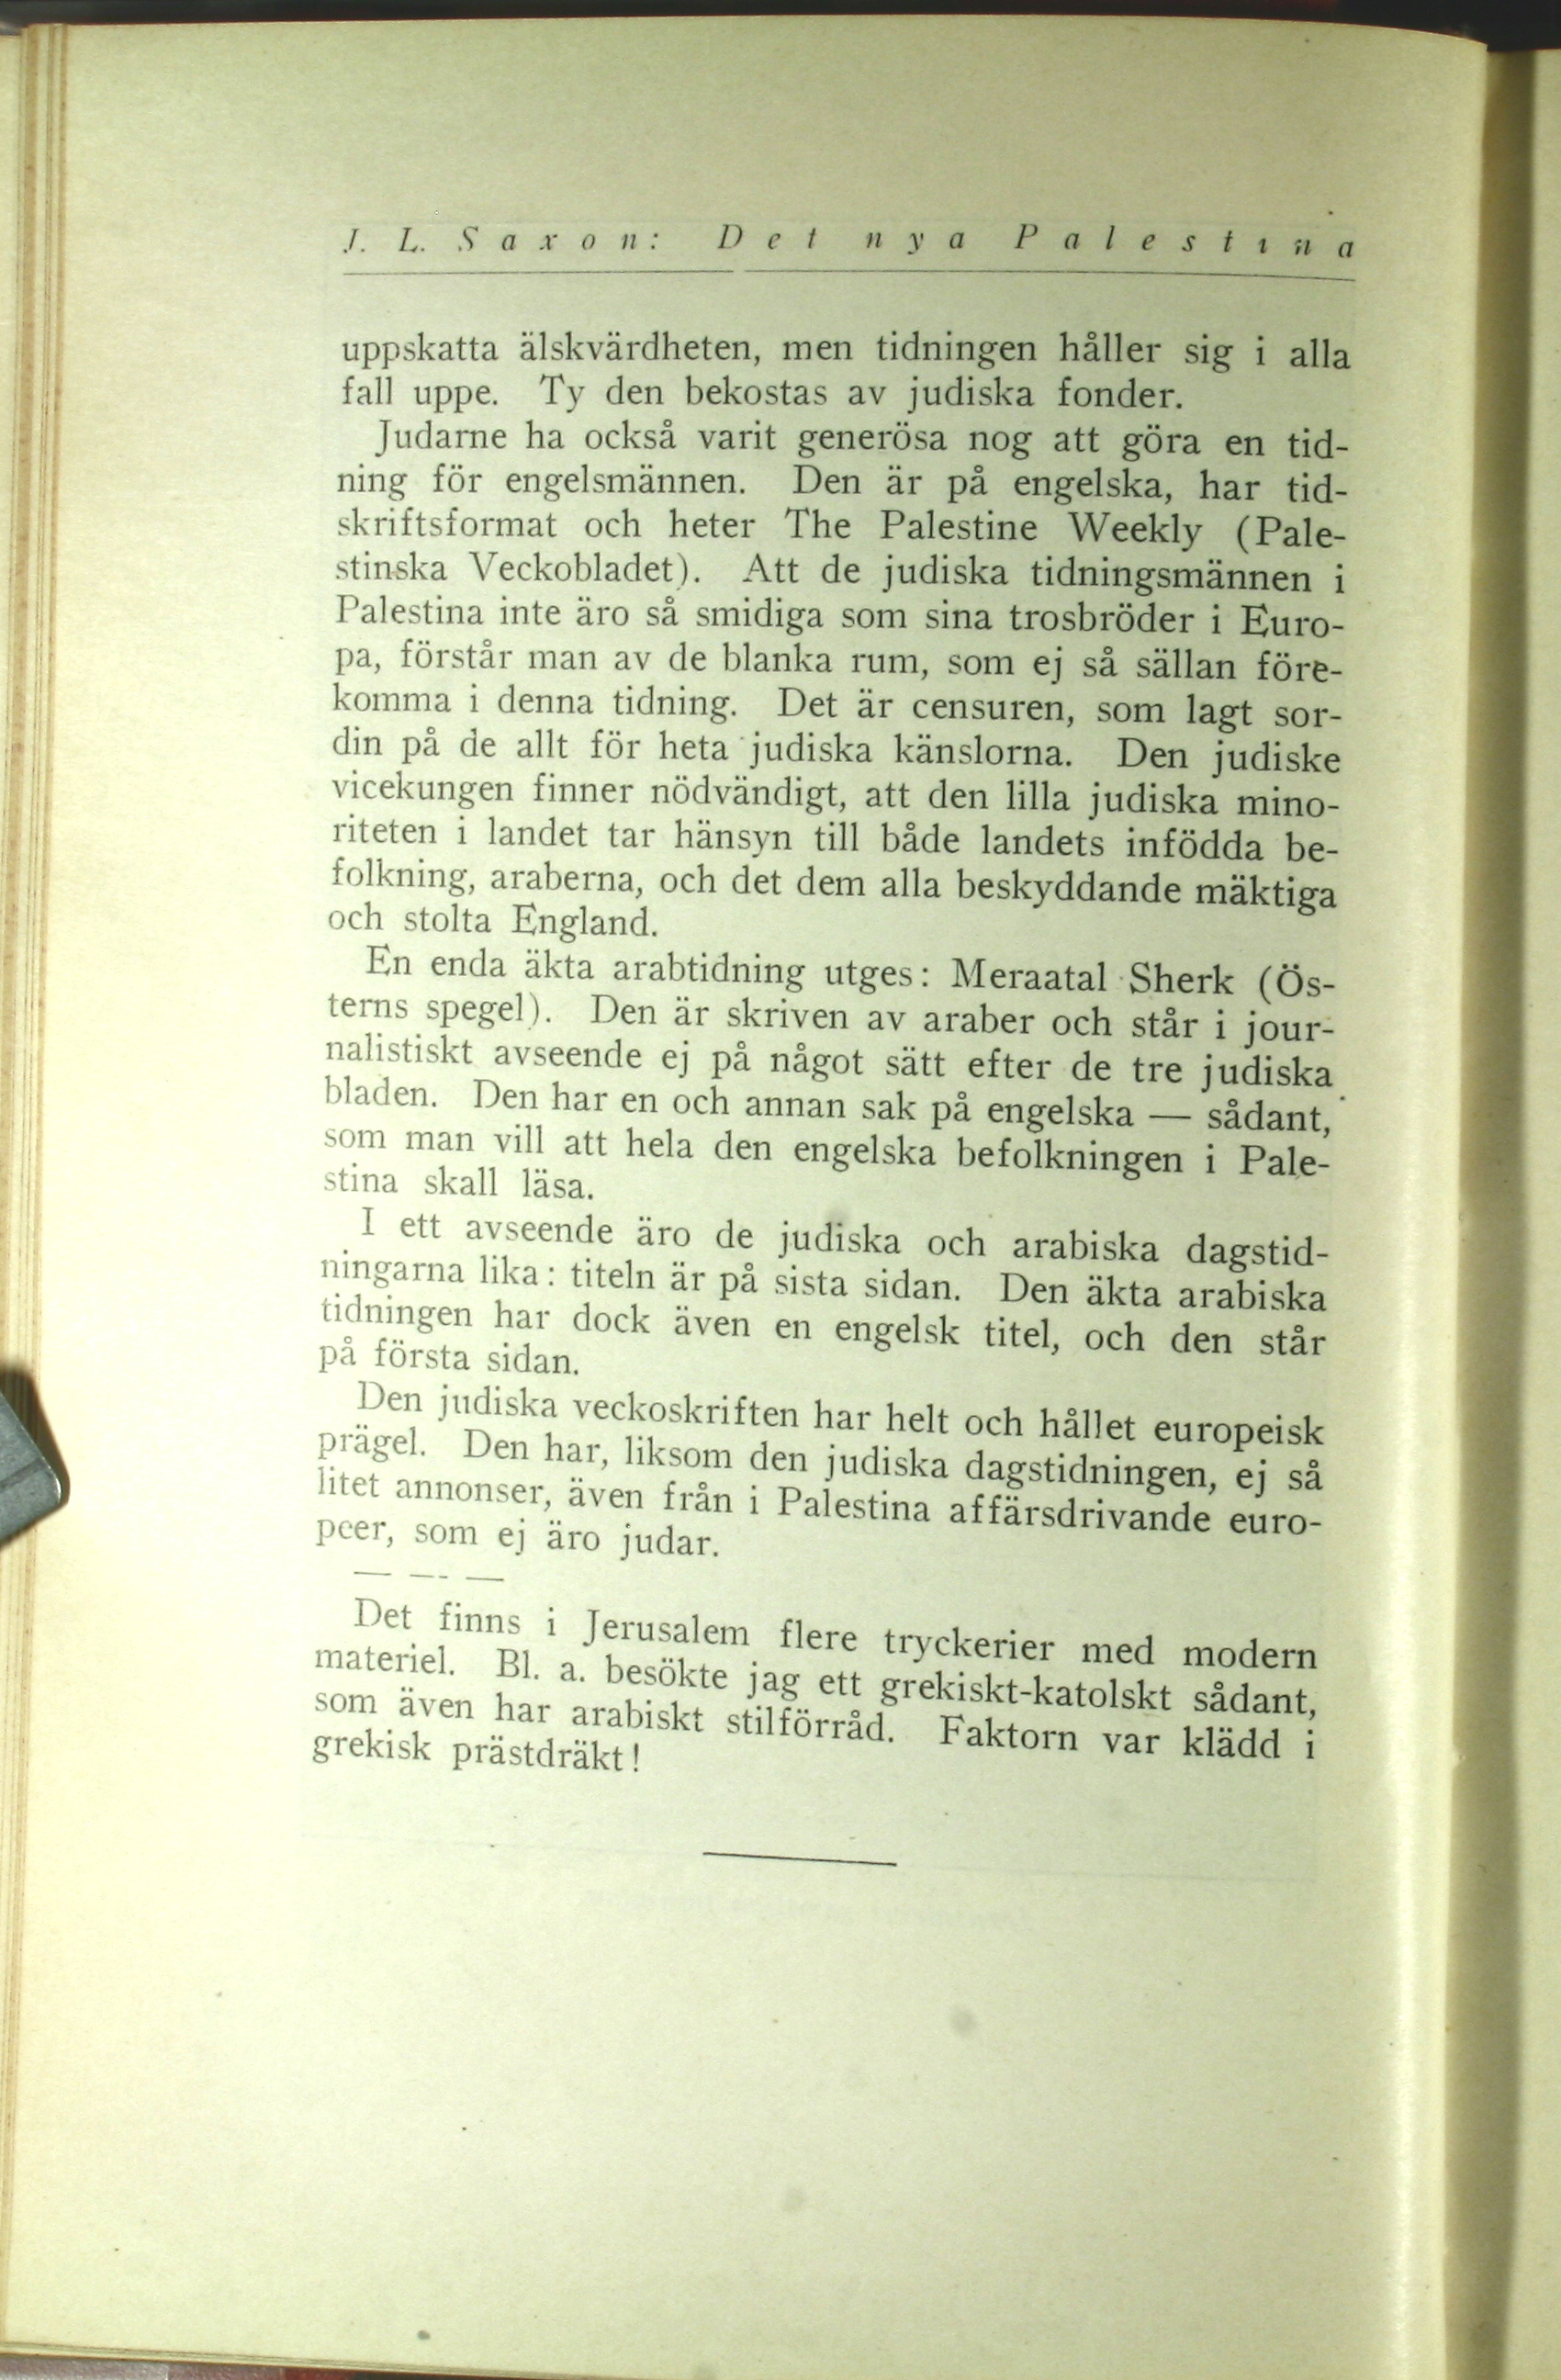 J. L. Saxon: Det nya Palestina
uppskatta älskvärdheten, men tidningen håller sig i alla
fall uppe. Ty den bekostas av judiska fonder.
Judarne ha också varit generösa nog att göra en tid-
ning för engelsmännen. Den är på engelska, har tid-
skriftsformat och heter The Palestine Weekly (Pale-
stinska Veckobladet). Att de judiska tidningsmännen i
Palestina inte äro så smidiga som sina trosbröder i Euro-
pa, förstår man av de blanka rum, som ej så sällan före-
komma i denna tidning. Det är censuren, som lagt sor-
din på de allt för heta judiska känslorna. Den judiske
vicekungen finner nödvändigt, att den lilla judiska mino-
riteten i landet tar hänsyn till både landets infödda be-
folkning, araberna, och det dem alla beskyddande mäktiga
och stolta England.
En enda äkta arabtidning utges: Meraatal Sherk (Ös-
terns spegel). Den är skriven av araber och står i jour-
nalistiskt avseende ej på något sätt efter de tre judiska
bladen. Den har en och annan sak på engelska — sådant,
som man vill att hela den engelska befolkningen i Pale-
stina skall läsa.
I ett avseende äro de judiska och arabiska dagstid-
ningarna lika: titeln är på sista sidan. Den äkta arabiska
tidningen har dock även en engelsk titel, och den står
på första sidan.
Den judiska veckoskriften har helt och hållet europeisk
prägel. Den har, liksom den judiska dagstidningen, ej så
litet annonser, även från i Palestina affärsdrivande euro-
peer, som ej äro judar.
— — —
Det finns i Jerusalem flere tryckerier med modern
materiel. Bl. a. besökte jag ett grekiskt-katolskt sådant,
som även har arabiskt stilförråd. Faktorn var klädd i
grekisk prästdräkt!